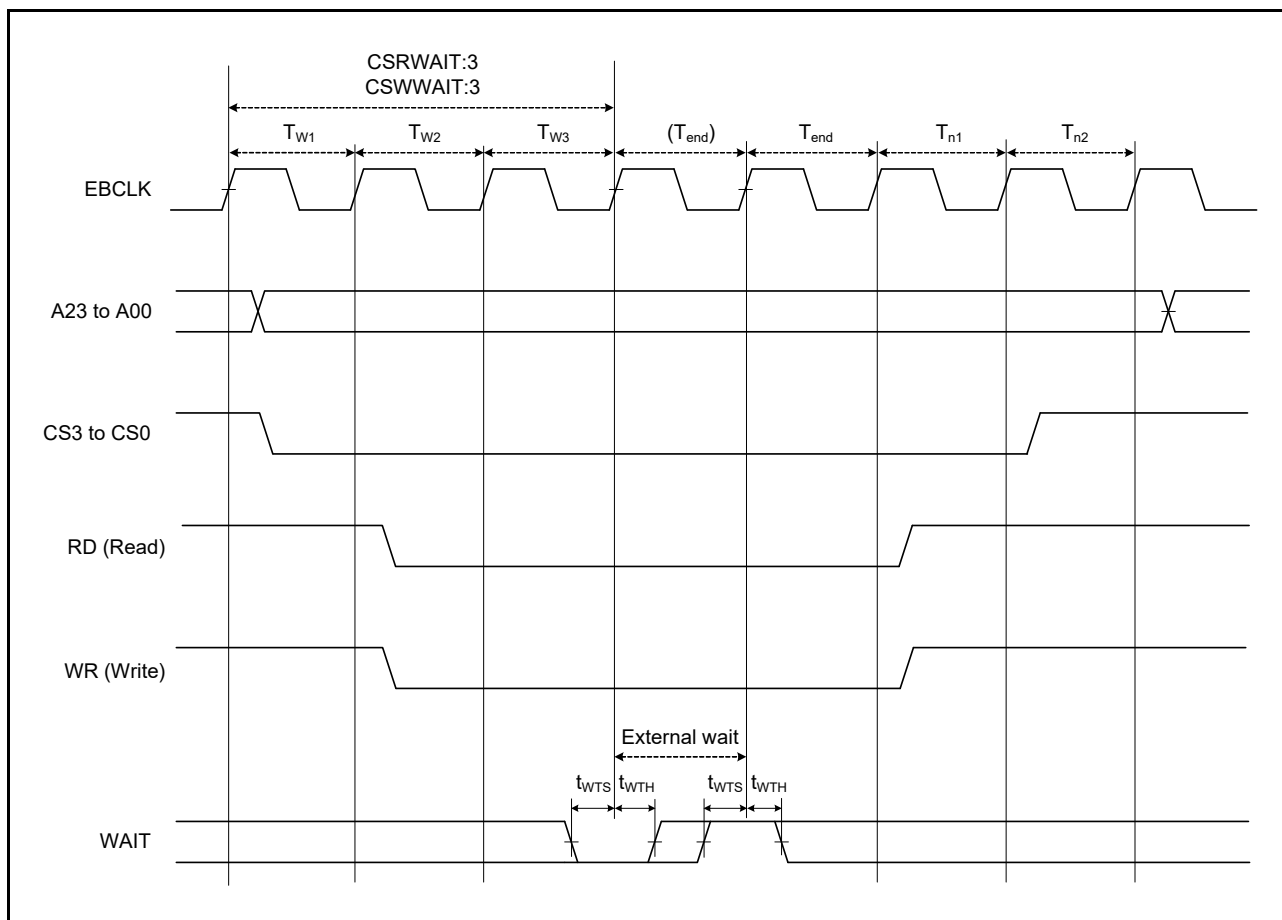 CSRWAIT:3
CSWWAIT:3
TW1 TW2 TW3 (Tend) Tend Tn1 Tn2
EBCLK
A23 to A00
CS3 to CS0
RD (Read)
WR (Write)
External wait
tWTS tWTH tWTS tWTH
WAIT